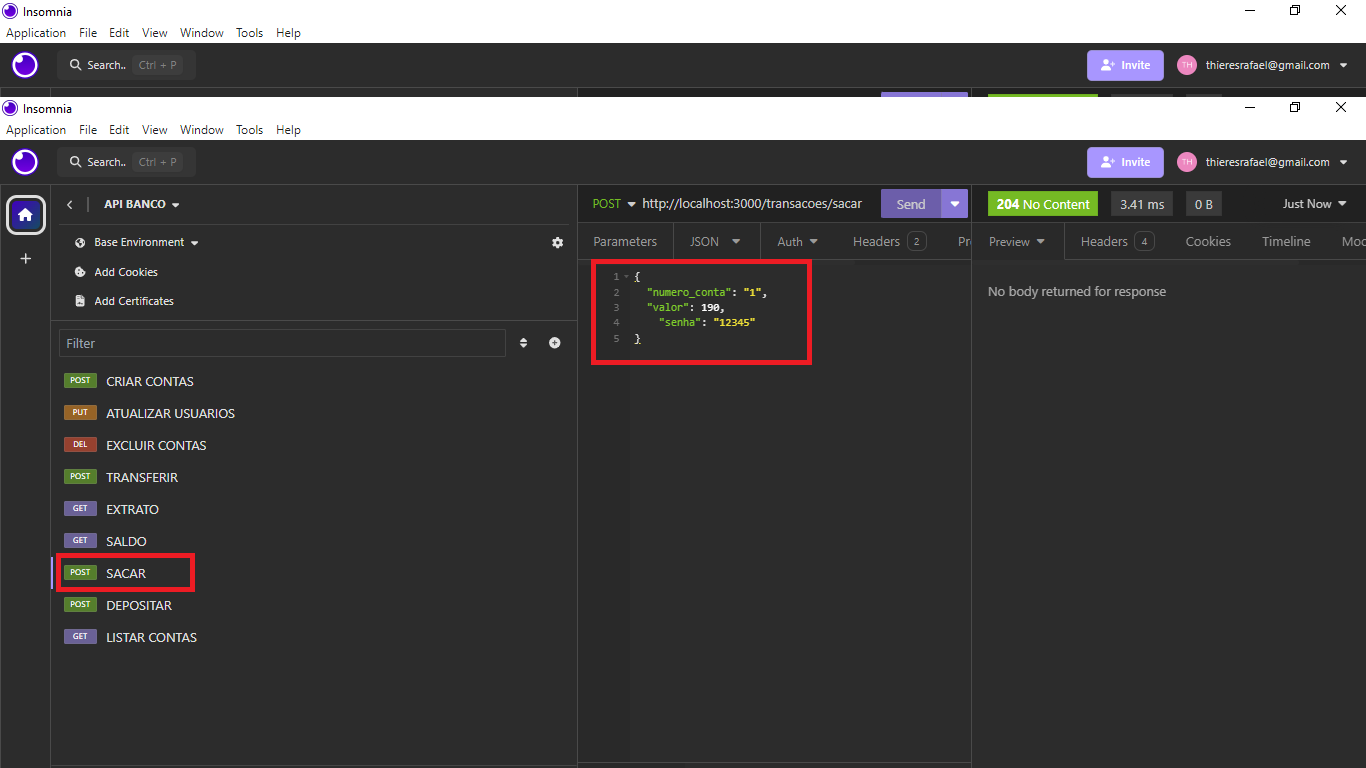 Insomnia
Application File Edit View Window Tools Help
Search.. Ctrl + P
Invite
TH
thieresrafael@gmail.com
Insomnia
Application File Edit View Window Tools Help
Search.. Ctrl + P
Invite
TH
thieresrafael@gmail.com
API BANCO
Base Environment
Add Cookies
Add Certificates
Filter
POST CRIAR CONTAS
PUT ATUALIZAR USUARIOS
DEL EXCLUIR CONTAS
POST TRANSFERIR
GET EXTRATO
GET SALDO
POST SACAR
POST DEPOSITAR
GET LISTAR CONTAS
POST http://localhost:3000/transacoes/sacar Send
Parameters JSON Auth Headers 2 Pr
1 {
2 "numero_conta": "1",
3 "valor": 190,
4 "senha": "12345"
5 }
204 No Content 3.41 ms 0 B Just Now
Preview Headers 4 Cookies Timeline Moc
No body returned for response